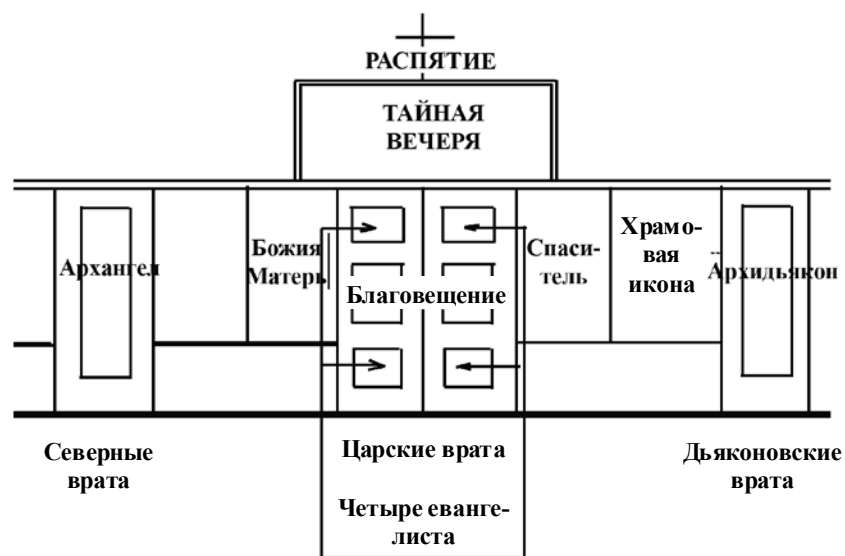 РАСПЯТИЕ
ТАЙНАЯ
ВЕЧЕРЯ
Архангел
Божия
Матерь
Благовещение
Спаси-
тель
Храмо-
вая
икона
Архидьякон
Северные
врата
Царские врата
Дьяконовские
врата
Четыре еванге-
листа